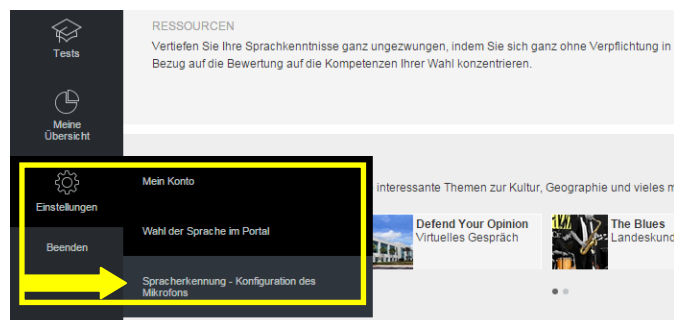 Tests
Meine
Übersicht
Einstellungen
Beenden
RESSOURCEN
Vertiefen Sie Ihre Sprachkenntnisse ganz ungezwungen, indem Sie sich ganz ohne Verpflichtung in
Bezug auf die Bewertung auf die Kompetenzen Ihrer Wahl konzentrieren.
Mein Konto
Wahl der Sprache im Portal
Spracherkennung - Konfiguration des
Mikrofons
interessante Themen zur Kultur, Geographie und vieles m
Defend Your Opinion
Virtuelles Gespräch
The Blues
Landeskund